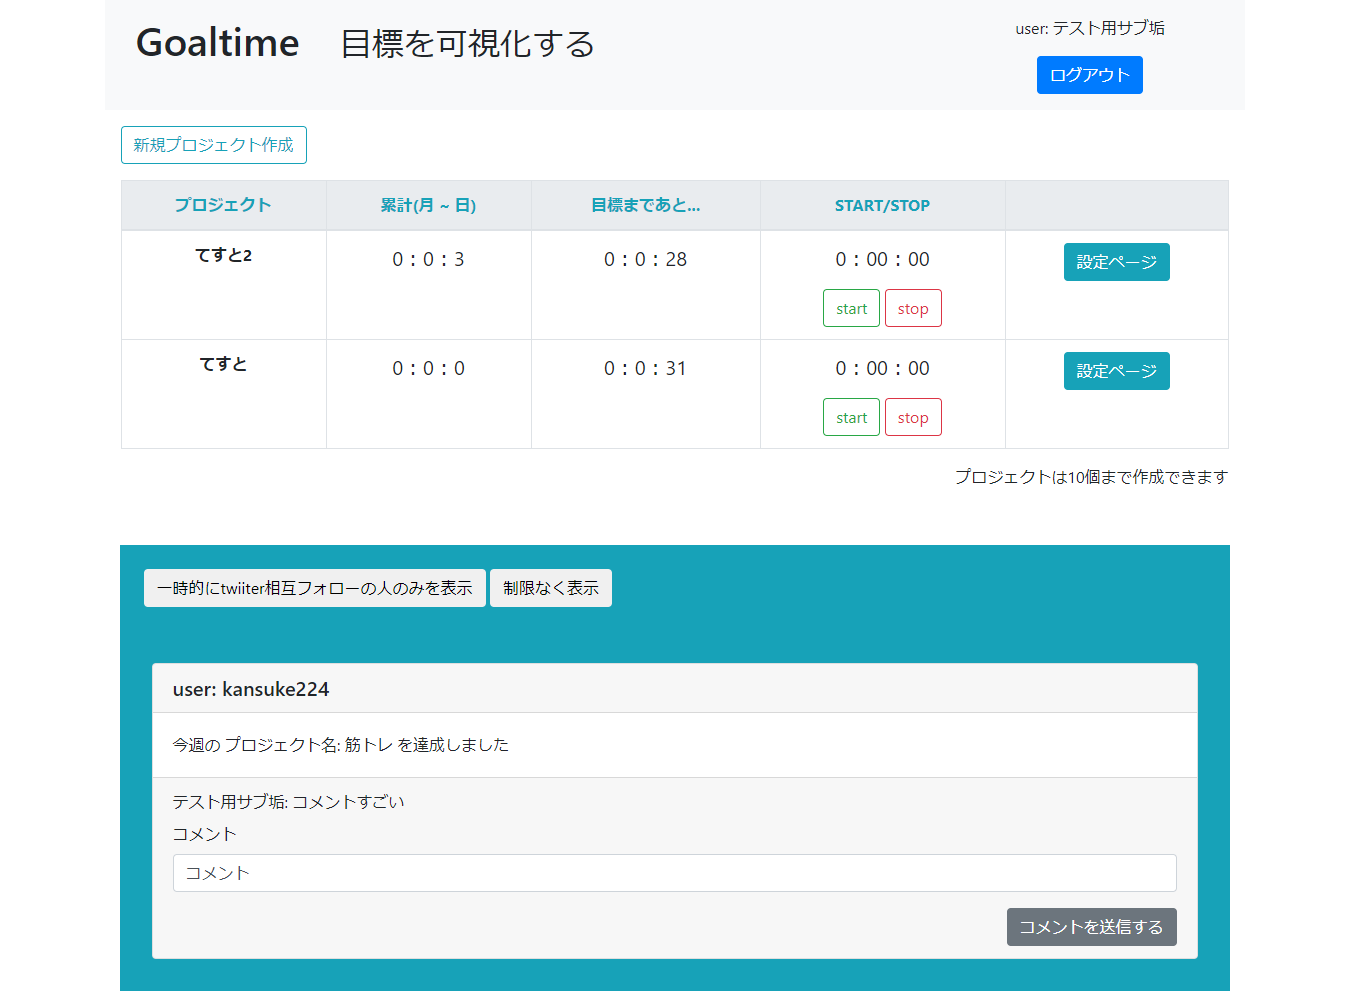 Goaltime 目標を可視化する
user: テスト用サブ垢
ログアウト
新規プロジェクト作成
プロジェクト 累計(月 ~ 日) 目標まであと... START/STOP
てすと2 0：0：3 0：0：28 0：00：00 設定ページ
start stop
てすと 0：0：0 0：0：31 0：00：00 設定ページ
start stop
プロジェクトは10個まで作成できます
一時的にtwiiter相互フォローの人のみを表示 制限なく表示
user: kansuke224
今週の プロジェクト名: 筋トレ を達成しました
テスト用サブ垢: コメントすごい
コメント
コメント
コメントを送信する